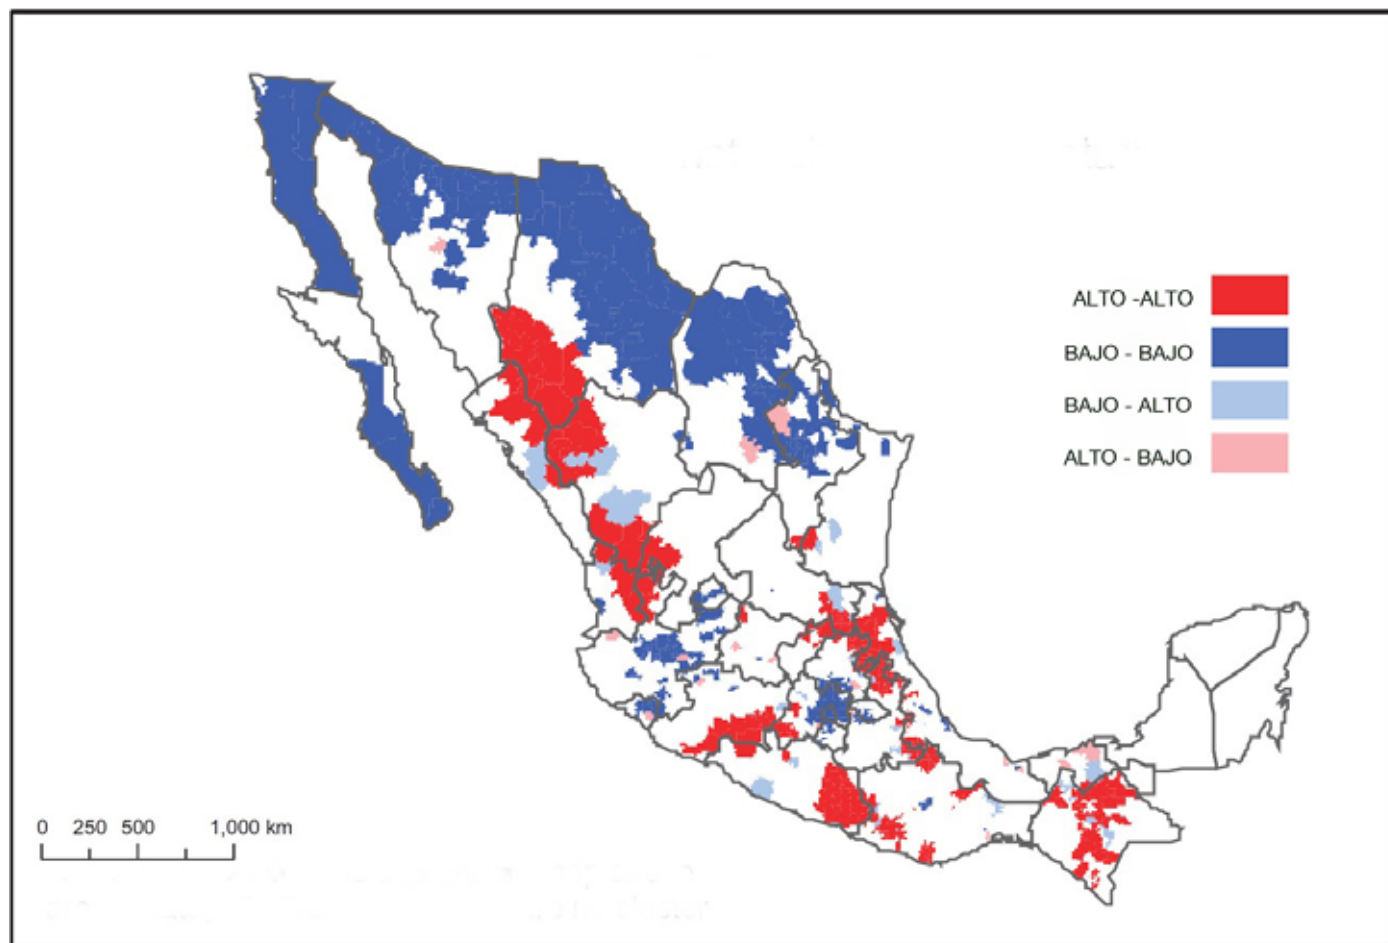 ALTO -ALTO
BAJO - BAJO
BAJO - ALTO
ALTO - BAJO
0 250 500 1,000 km